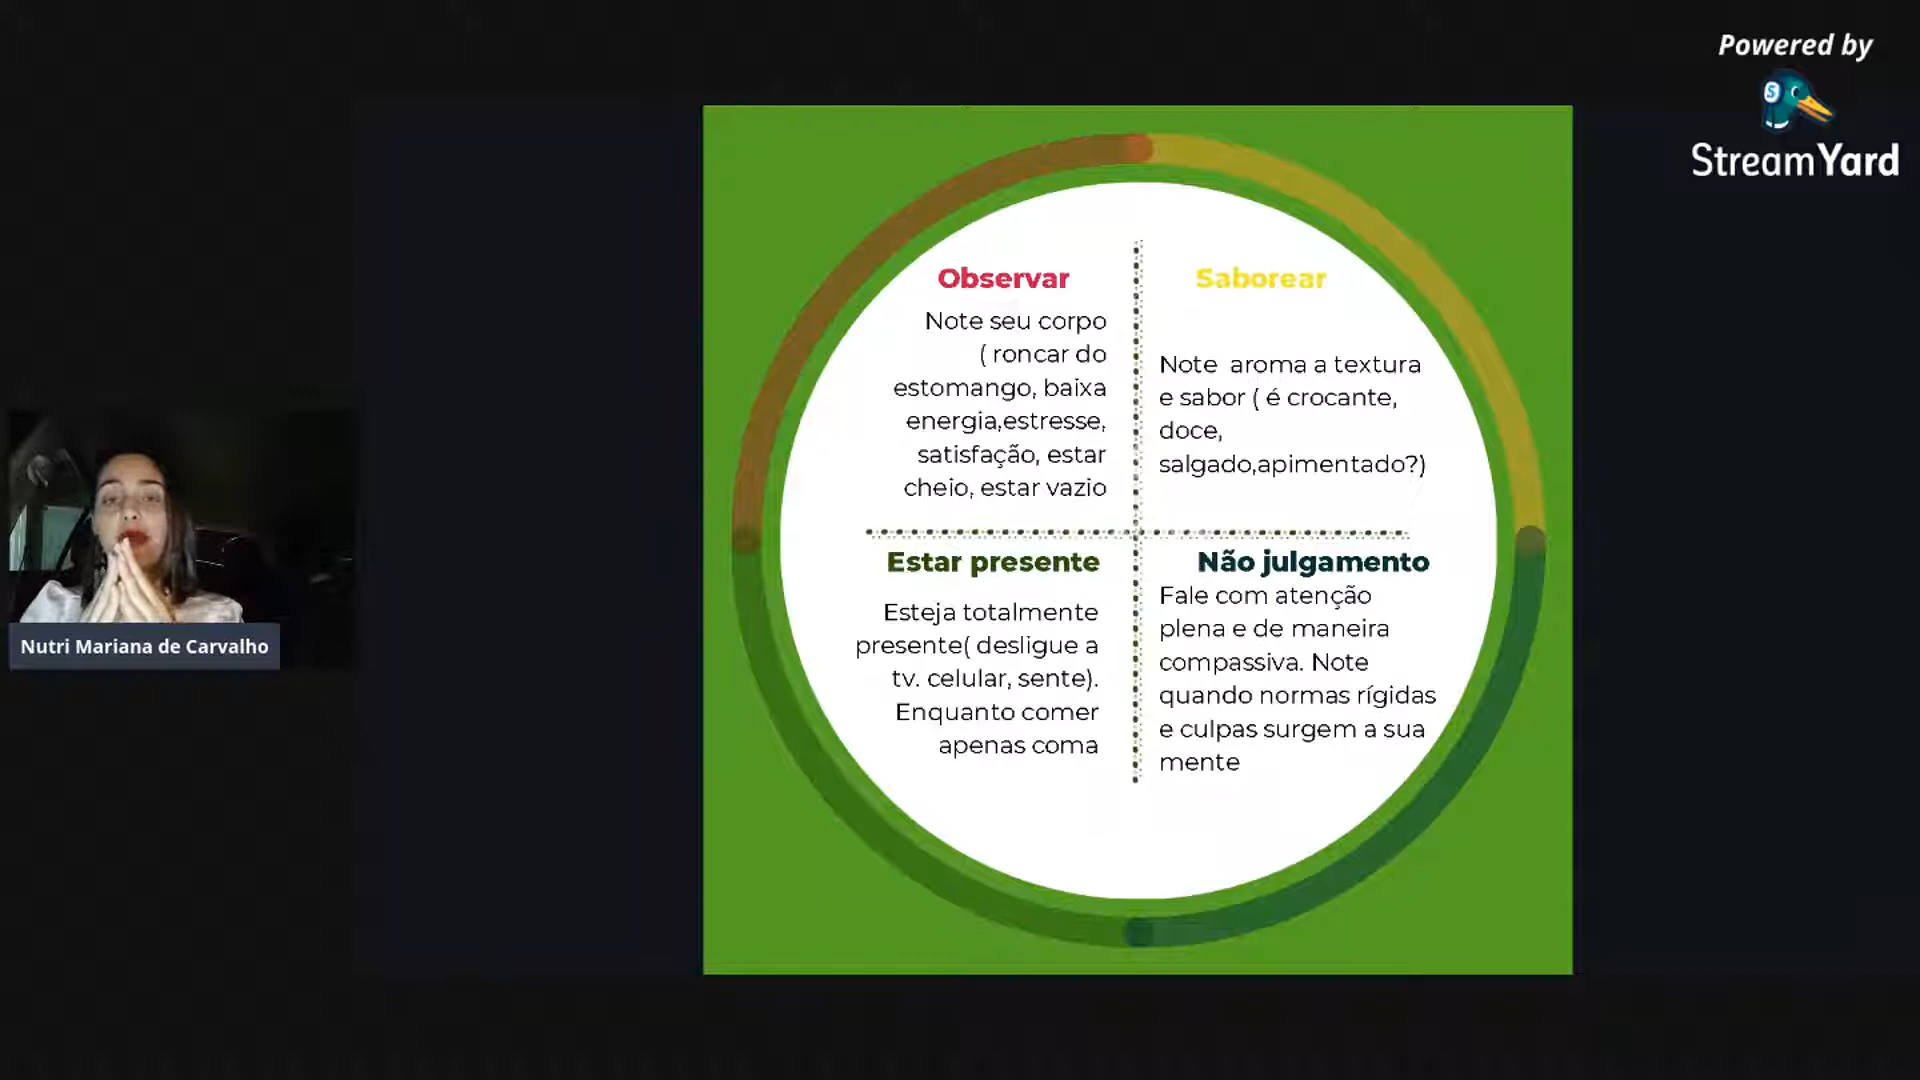 Powered by
StreamYard
Observar
Note seu corpo
( roncar do
estomango, baixa
energia,estresse,
satisfação, estar
cheio, estar vazio
Saborear
Note aroma a textura
e sabor ( é crocante,
doce,
salgado,apimentado?)
Estar presente
Esteja totalmente
presente( desligue a
tv. celular, sente).
Enquanto comer
apenas coma
Não julgamento
Fale com atenção
plena e de maneira
compassiva. Note
quando normas rígidas
e culpas surgem a sua
mente
Nutri Mariana de Carvalho